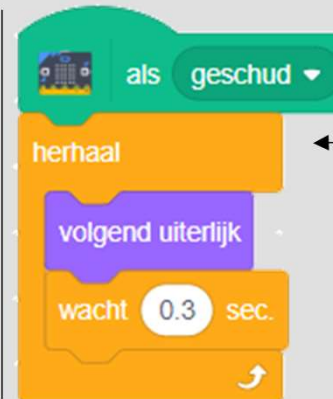 als geschud
herhaal
volgend uiterlijk
wacht 0.3 sec.